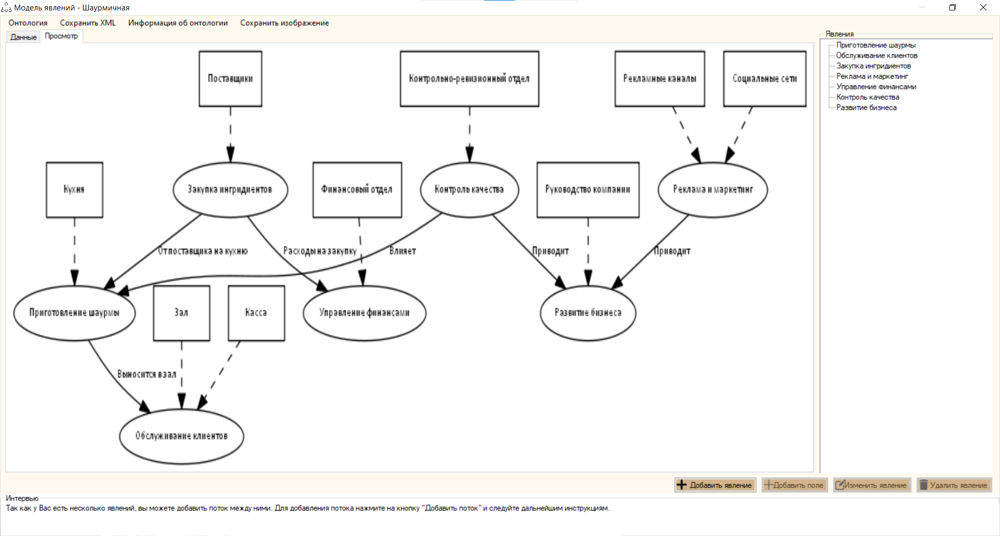 Модель явлений - Шаурмичная
Онтология Сохранить XML Информация об онтологии Сохранить изображение
Данные Просмотр
Поставщики Контрольно-ревизионный отдел Рекламные каналы Социальные сети
Кухня Закупка ингридиентов Финансовый отдел Контроль качества Руководство компании Реклама и маркетинг
От поставщика на кухню Расходы на закупку Влияет Приводит Приводит
Приготовление шаурмы Зал Касса Управление финансами Развитие бизнеса
Выносится в зал
Обслуживание клиентов
Явления
Приготовление шаурмы
Обслуживание клиентов
Закупка ингридиентов
Реклама и маркетинг
Управление финансами
Контроль качества
Развитие бизнеса
Добавить явление Добавить поле Изменить явление Удалить явление
Интервью
Так как у Вас есть несколько явлений, вы можете добавить поток между ними. Для добавления потока нажмите на кнопку "Добавить поток" и следуйте дальнейшим инструкциям.